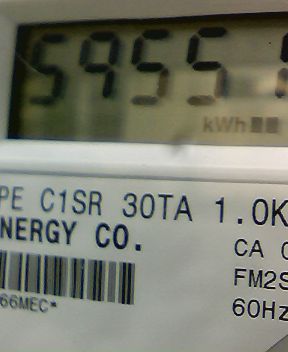 5955
kWh
PE C1SR 30TA 1.0K
NERGY CO.
CA
FM2S
60Hz
66MEC*